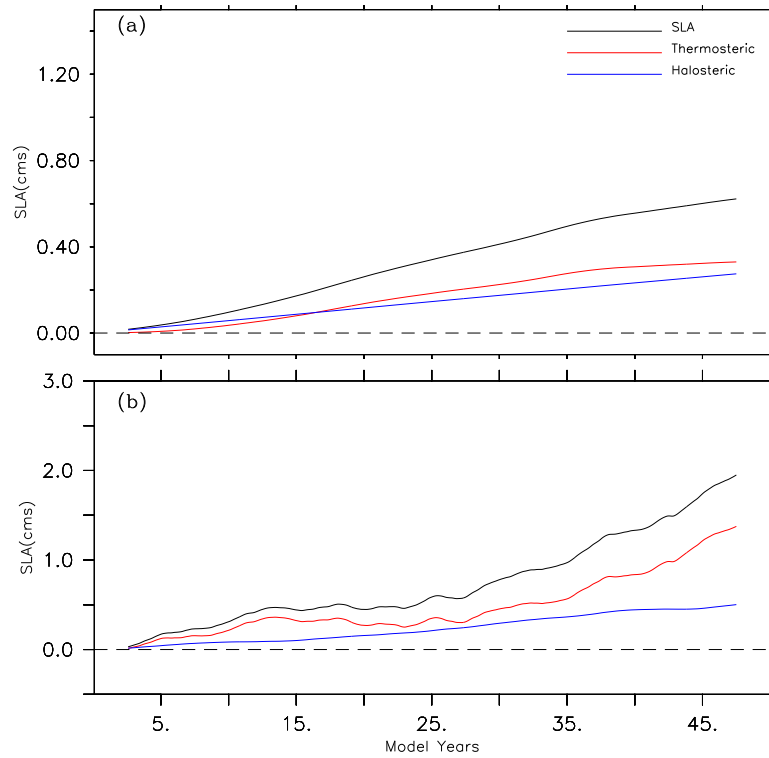 (a)
SLA
Thermosteric
Halosteric
1.20
0.80
0.40
0.00
SLA(cms)
(b)
3.0
2.0
1.0
0.0
SLA(cms)
5. 15. 25. 35. 45.
Model Years